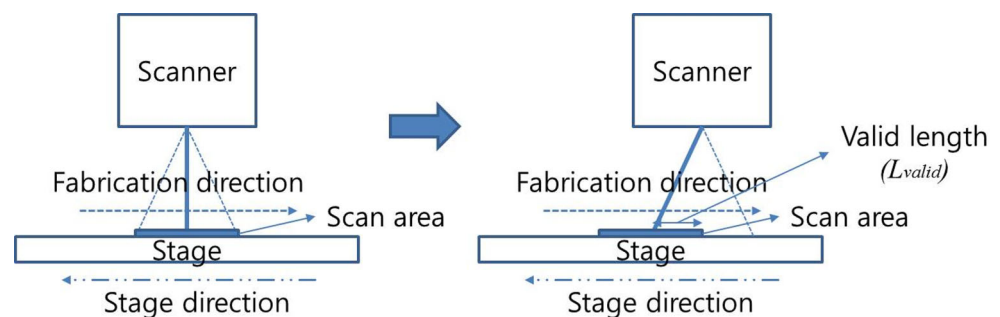 Scanner
Fabrication direction
Scan area
Stage
Stage direction
Scanner
Valid length
(Lvalid)
Fabrication direction
Scan area
Stage
Stage direction